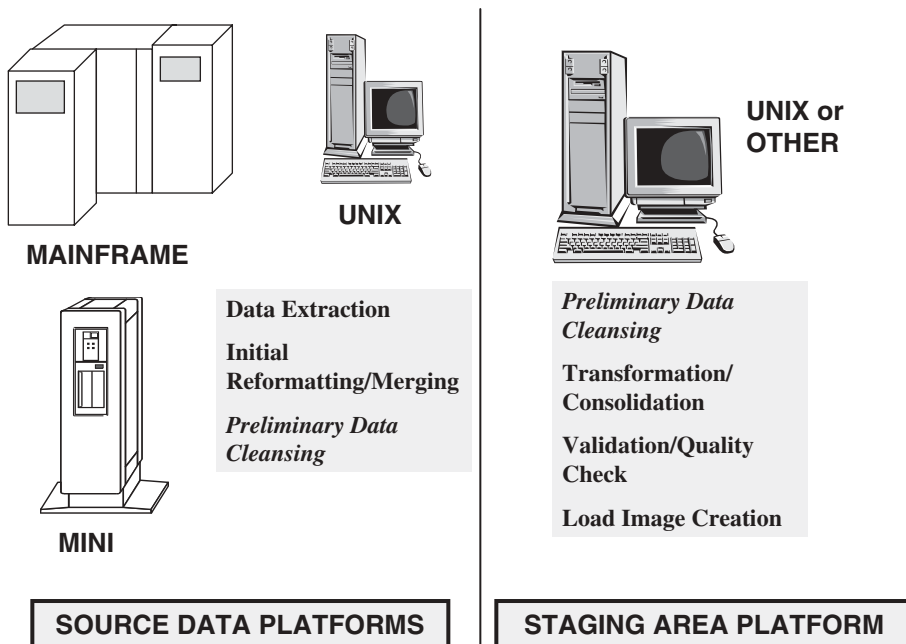 MAINFRAME
UNIX
MINI
Data Extraction
Initial
Reformatting/Merging
Preliminary Data
Cleansing
SOURCE DATA PLATFORMS
UNIX or
OTHER
Preliminary Data
Cleansing
Transformation/
Consolidation
Validation/Quality
Check
Load Image Creation
STAGING AREA PLATFORM